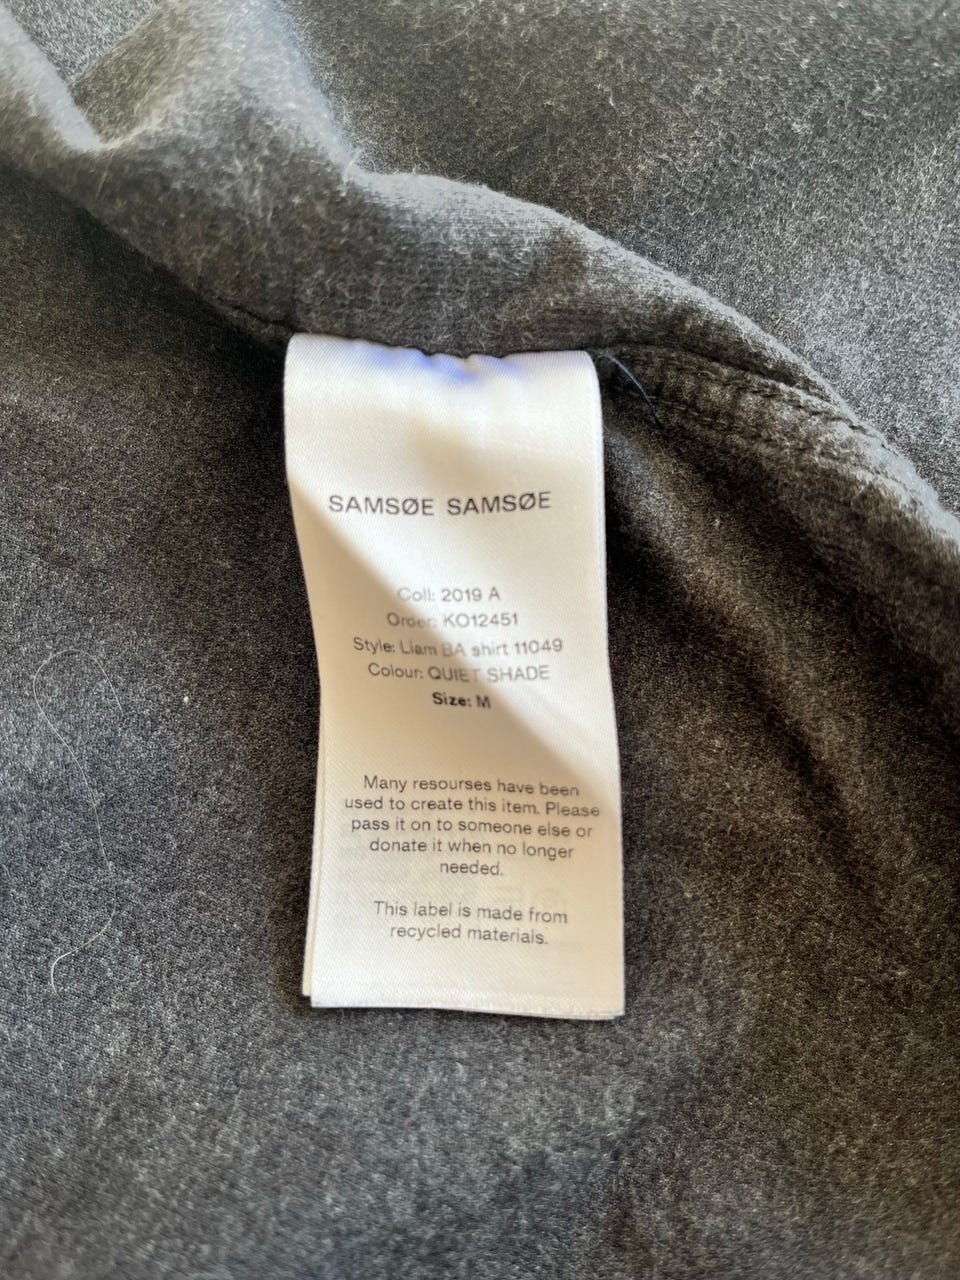 SAMSØE SAMSØE
Coll: 2019 A
Order: KO12451
Style: Liam BA shirt 11049
Colour: QUIET SHADE
Size: M
Many resourses have been
used to create this item. Please
pass it on to someone else or
donate it when no longer
needed.
This label is made from
recycled materials.